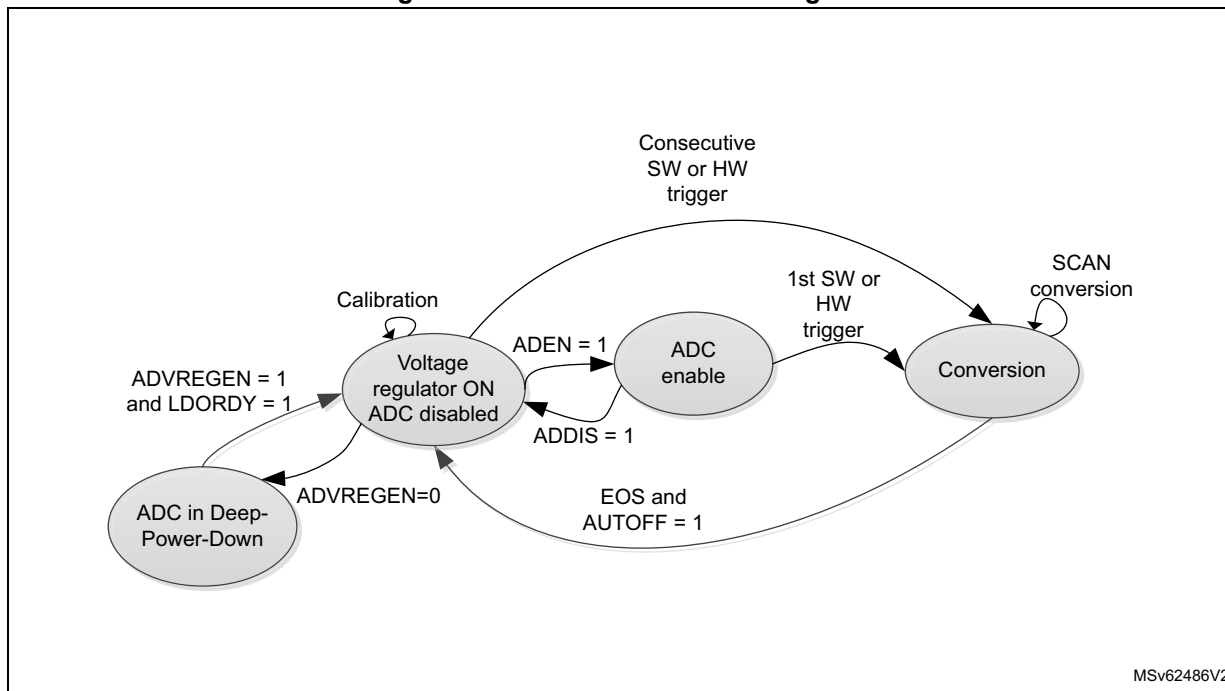 Consecutive
SW or HW
trigger
SCAN
conversion
1st SW or
HW
trigger
Calibration
ADEN = 1
ADC
enable
Voltage
regulator ON
ADC disabled
Conversion
ADVREGEN = 1
and LDORDY = 1
ADDIS = 1
ADVREGEN=0
EOS and
AUTOFF = 1
ADC in Deep-
Power-Down
MSv62486V2